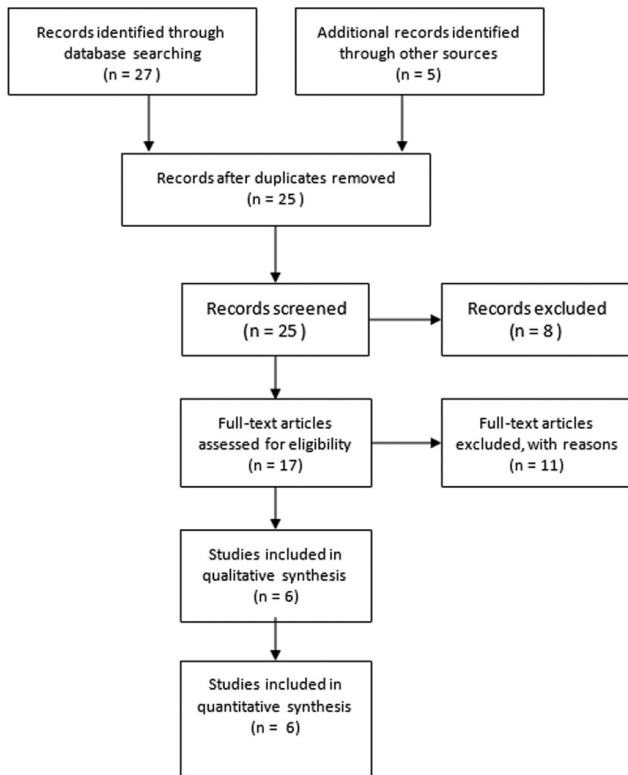 Records identified through
database searching
(n = 27 )
Additional records identified
through other sources
(n = 5 )
Records after duplicates removed
(n = 25 )
Records screened
(n = 25 )
Records excluded
(n = 8 )
Full-text articles
assessed for eligibility
(n = 17 )
Full-text articles
excluded, with reasons
(n = 11 )
Studies included in
qualitative synthesis
(n = 6 )
Studies included in
quantitative synthesis
(n = 6 )